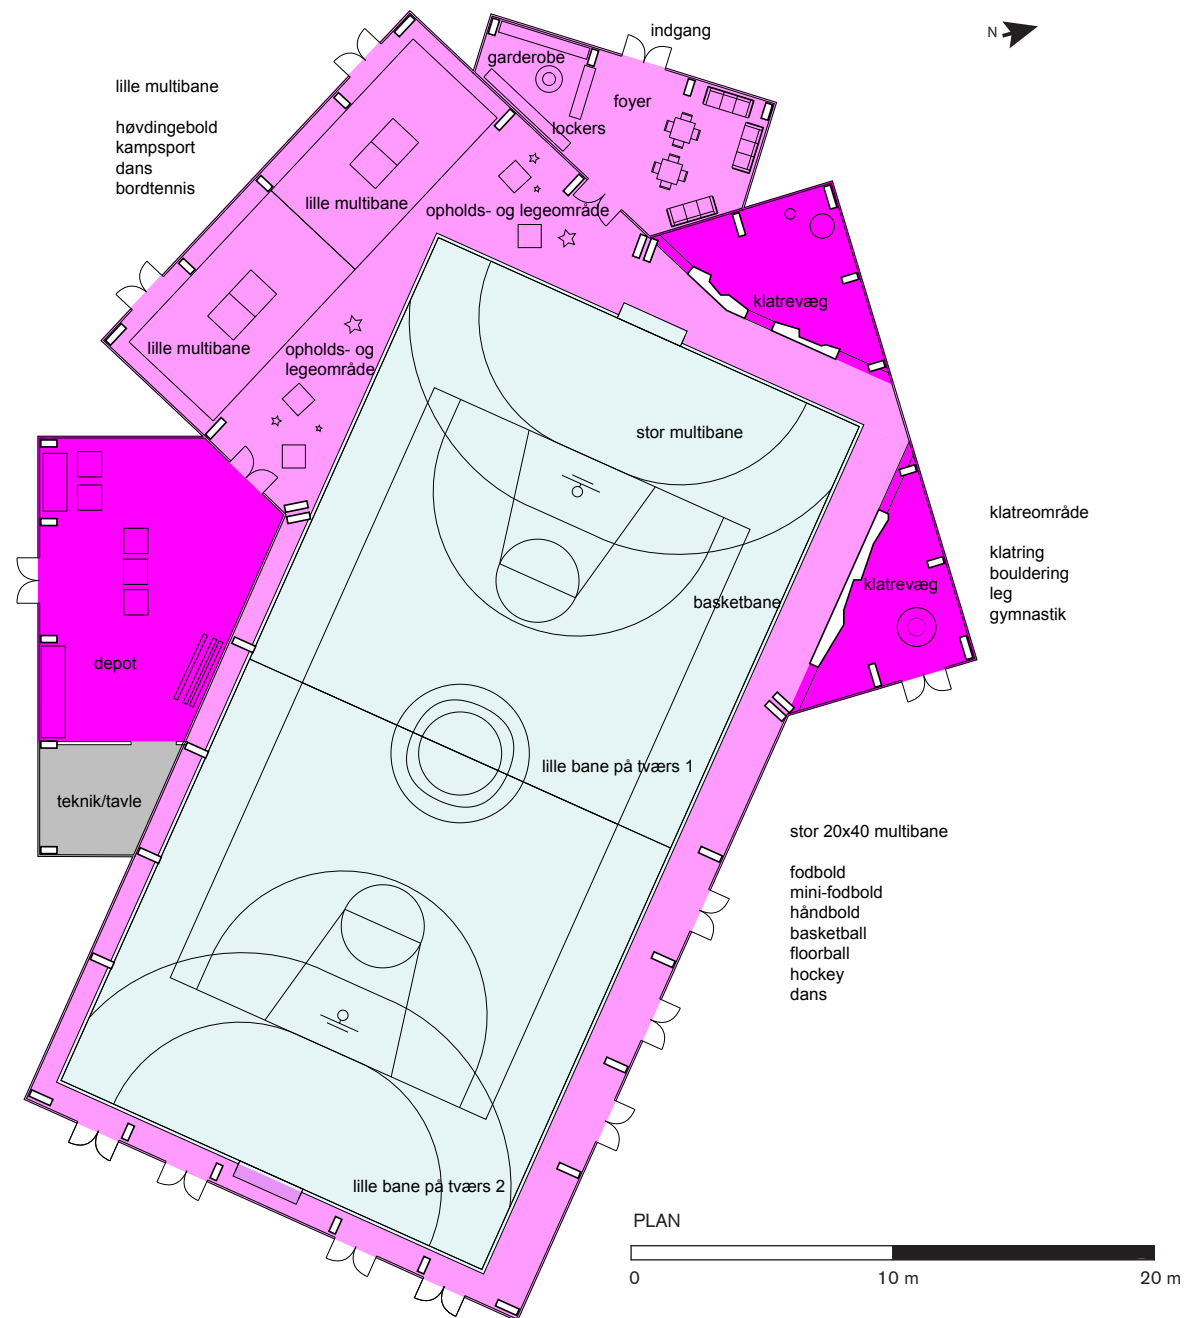 indgang
N
garderobe
lille multibane
foyer
høvdingebold
lockers
kampsport
dans
bordtennis
lille multibane
opholds- og legeområde
klatrevæg
lille multibane
opholds- og
legeområde
stor multibane
klatreområde
klatring
bouldering
leg
gymnastik
klatrevæg
basketbane
depot
lille bane på tværs 1
teknik/tavle
stor 20x40 multibane
fodbold
mini-fodbold
håndbold
basketball
floorball
hockey
dans
lille bane på tværs 2
PLAN
0 10 m 20 m